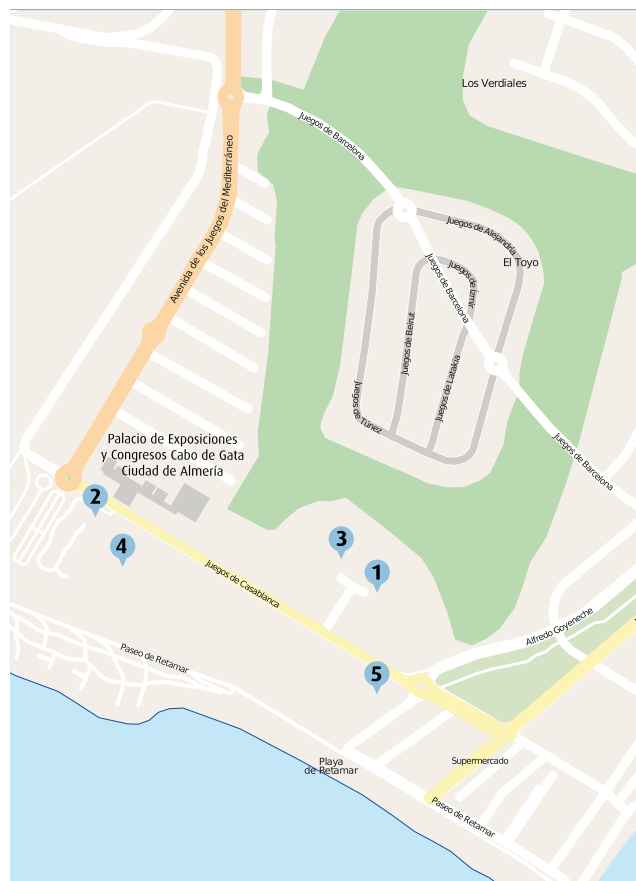 Los Verdiales
Juegos de Barcelona
Avenida de los Juegos del Mediterráneo
Juegos de Alejandría
El Toyo
Juegos de Barcelona
Juegos de Izmir
Juegos de Beirut
Juegos de Latakia
Juegos de Túnez
Palacio de Exposiciones
y Congresos Cabo de Gata
Ciudad de Almería
Juegos de Barcelona
2
4
3
1
Juegos de Casablanca
Alfredo Goyeneche
Paseo de Retamar
5
Playa
de Retamar
Supermercado
Paseo de Retamar